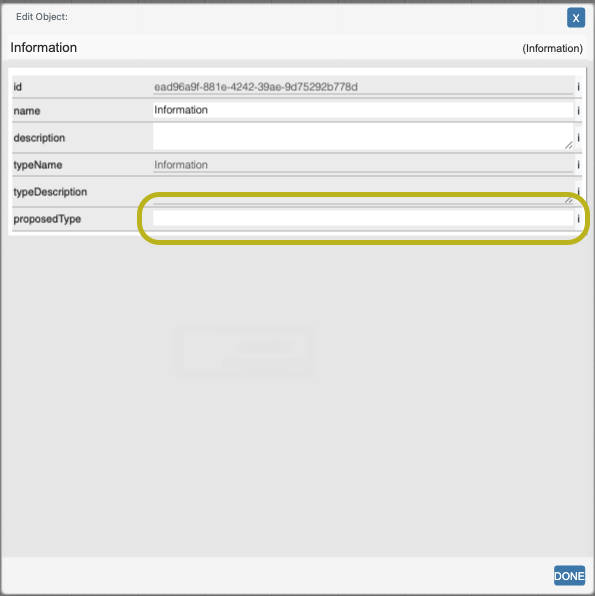 Edit Object:
X
Information (Information)
id ead96a9f-881e-4242-39ae-9d75292b778d i
name Information i
description i
typeName Information i
typeDescription i
proposedType i
DONE